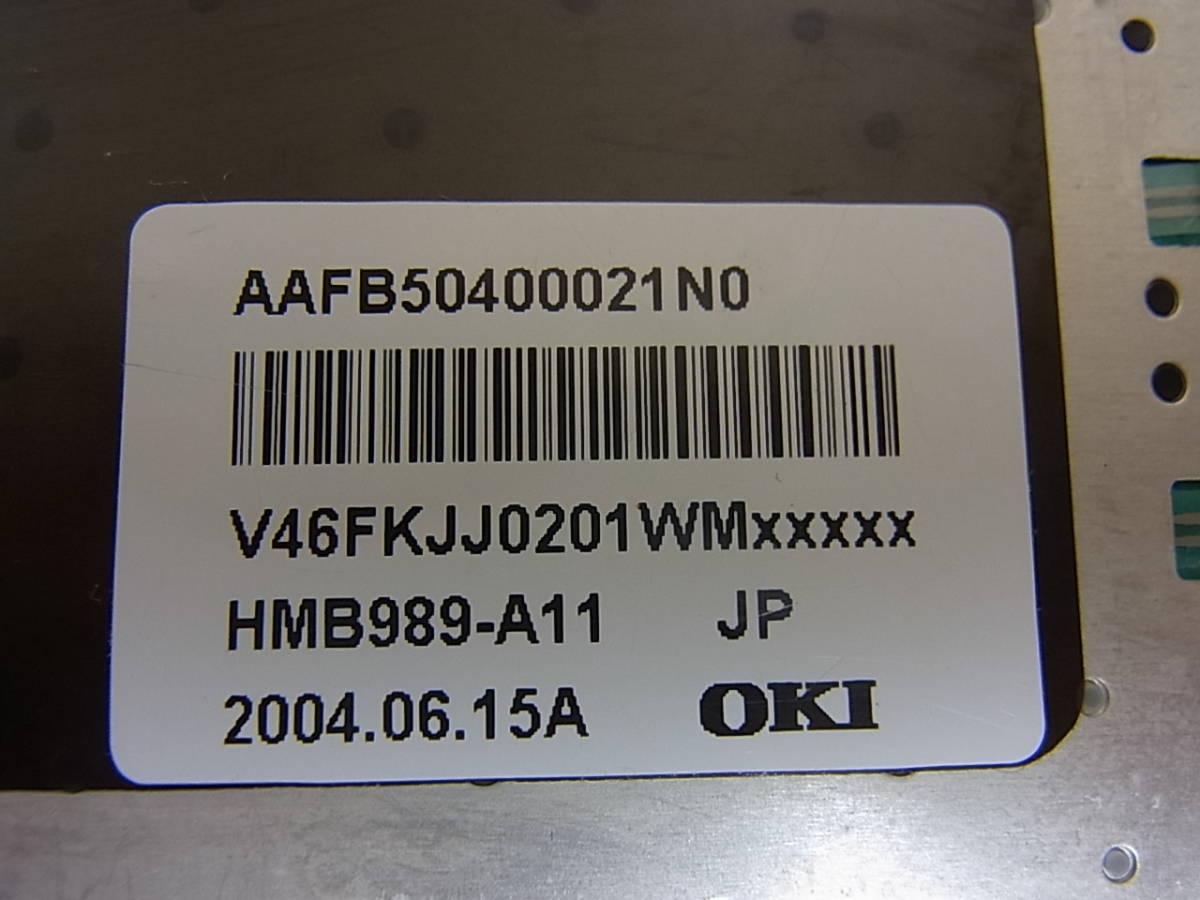 AAFB50400021N0
V46FKJJ0201WMxxxxx
HMB989-A11 JP
2004.06.15A OKI